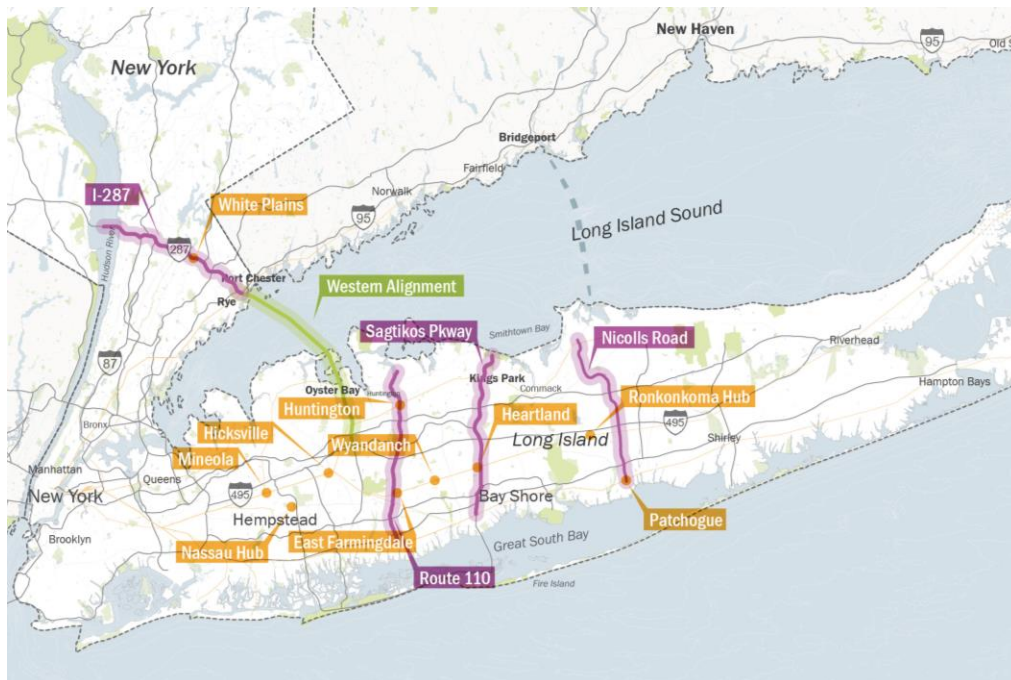 New Haven
95
Old S
New York
Bridgeport
Fairfield
I-287
White Plains
Norwalk
95
Long Island Sound
Hudson River
287
Port Chester
Rye
Western Alignment
Sagtikos Pkway
Smithtown Bay
Nicolls Road
Riverhead
87
Kings Park
Hampton Bays
Oyster Bay
Huntington
Commack
Huntington
Heartland
Ronkonkoma Hub
Bronx
Hicksville
Wyandanch
Long Island
495
Shirley
Mineola
Manhattan
Queens
New York
495
Bay Shore
Hempstead
Patchogue
Brooklyn
Nassau Hub
East Farmingdale
Great South Bay
Route 110
Fire Island